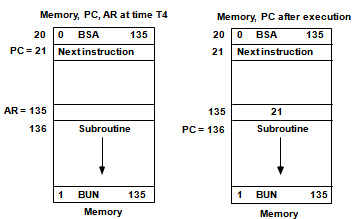 Memory, PC, AR at time T4
20 0 BSA 135
PC = 21 Next instruction
AR = 135
136 Subroutine
1 BUN 135
Memory
Memory, PC after execution
20 0 BSA 135
21 Next instruction
135 21
PC = 136 Subroutine
1 BUN 135
Memory